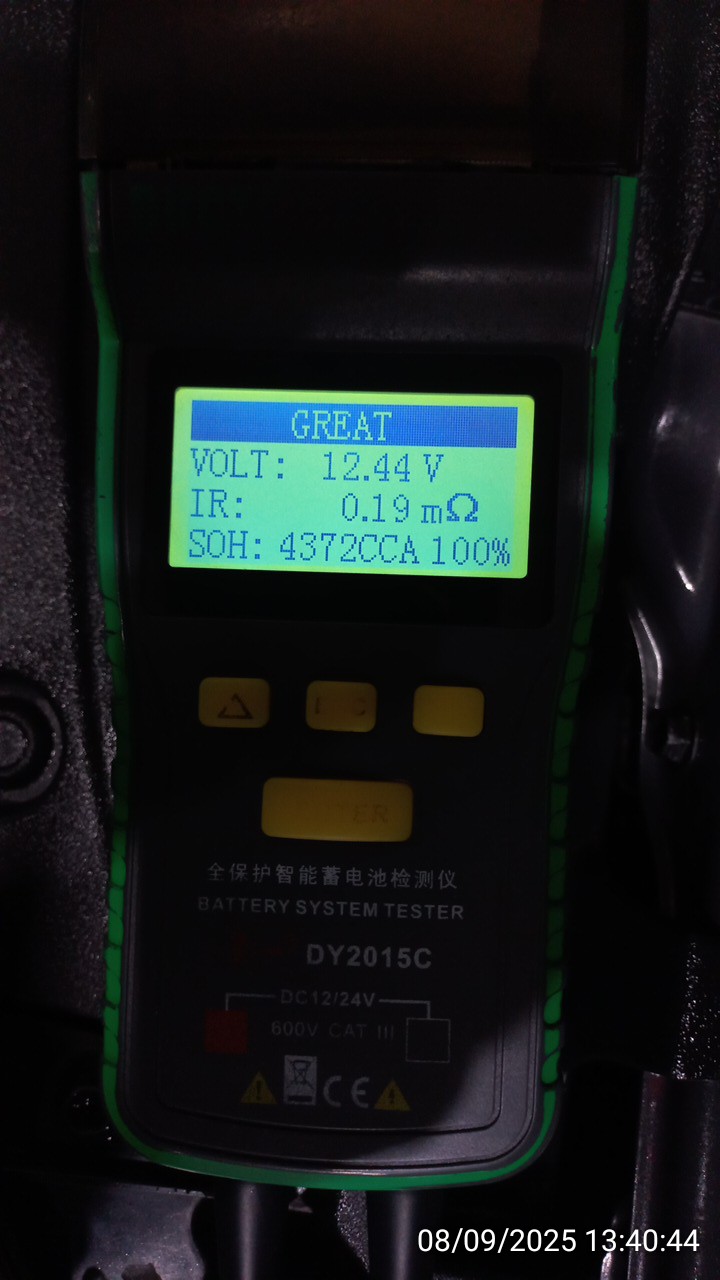 GREAT
VOLT: 12.44 V
IR: 0.19 mΩ
SOH: 4372CCA 100%
全保护智能蓄电池检测仪
BATTERY SYSTEM TESTER
DY2015C
DC12/24V
600V CAT III
CE
08/09/2025 13:40:44